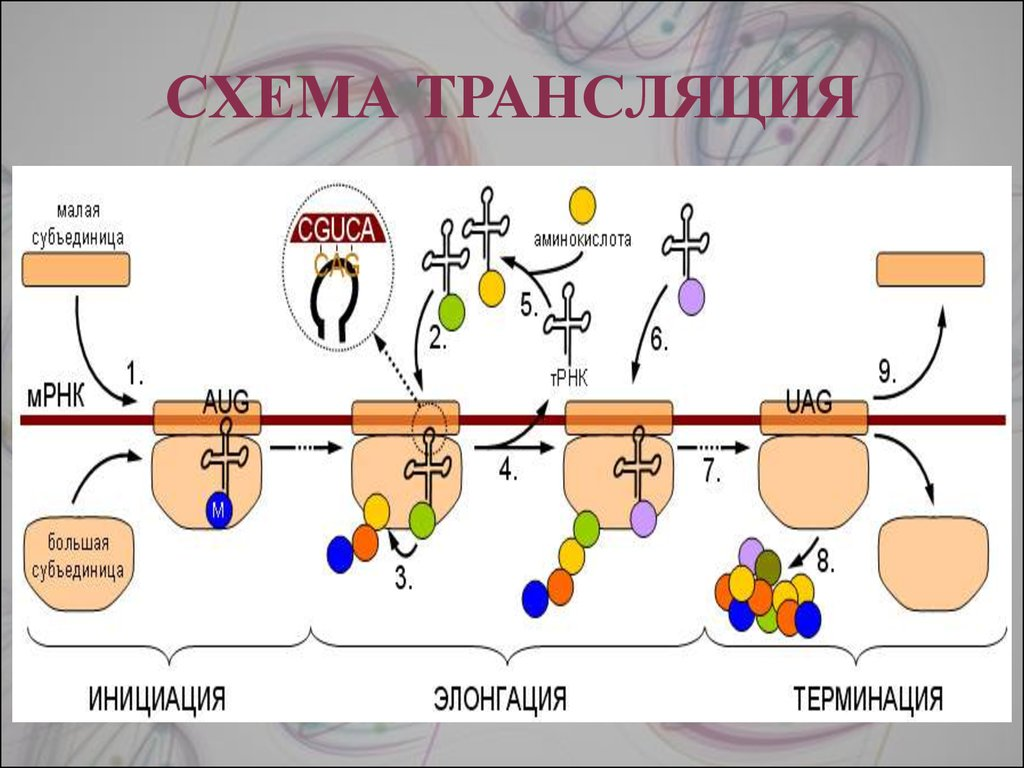 СХЕМА ТРАНСЛЯЦИЯ
малая
субъединица
CGUCA
CAG
аминокислота
5.
2.
6.
тРНК
1.
9.
мРНК
AUG
UAG
4.
7.
М
большая
субъединица
3.
8.
ИНИЦИАЦИЯ
ЭЛОНГАЦИЯ
ТЕРМИНАЦИЯ